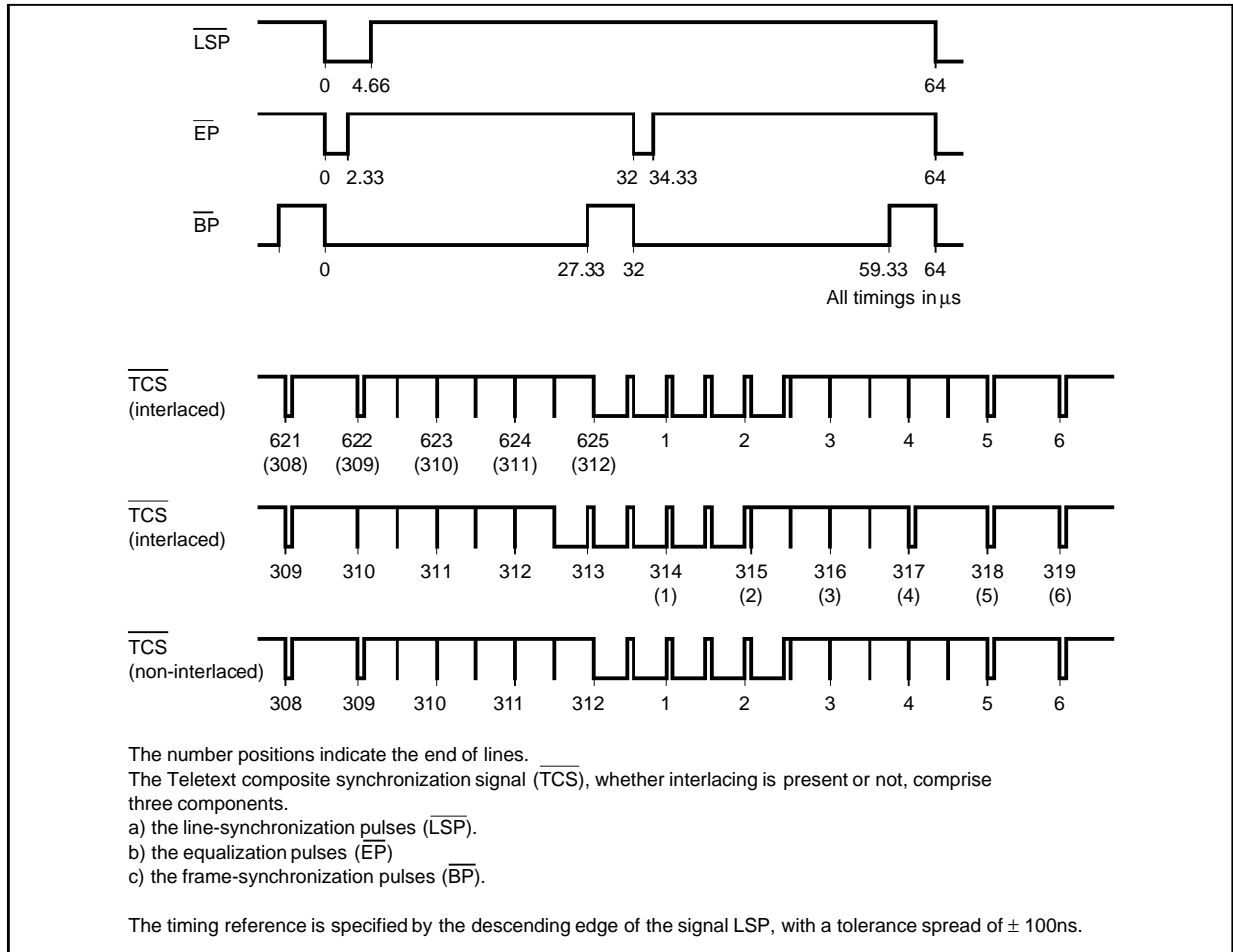 LSP
0 4.66 64
EP
0 2.33 32 34.33 64
BP
0 27.33 32 59.33 64
All timings in µs
TCS
(interlaced)
621 622 623 624 625 1 2 3 4 5 6
(308) (309) (310) (311) (312)
TCS
(interlaced)
309 310 311 312 313 314 315 316 317 318 319
(1) (2) (3) (4) (5) (6)
TCS
(non-interlaced)
308 309 310 311 312 1 2 3 4 5 6
The number positions indicate the end of lines.
The Teletext composite synchronization signal (TCS), whether interlacing is present or not, comprise
three components.
a) the line-synchronization pulses (LSP).
b) the equalization pulses (EP)
c) the frame-synchronization pulses (BP).
The timing reference is specified by the descending edge of the signal LSP, with a tolerance spread of ± 100ns.